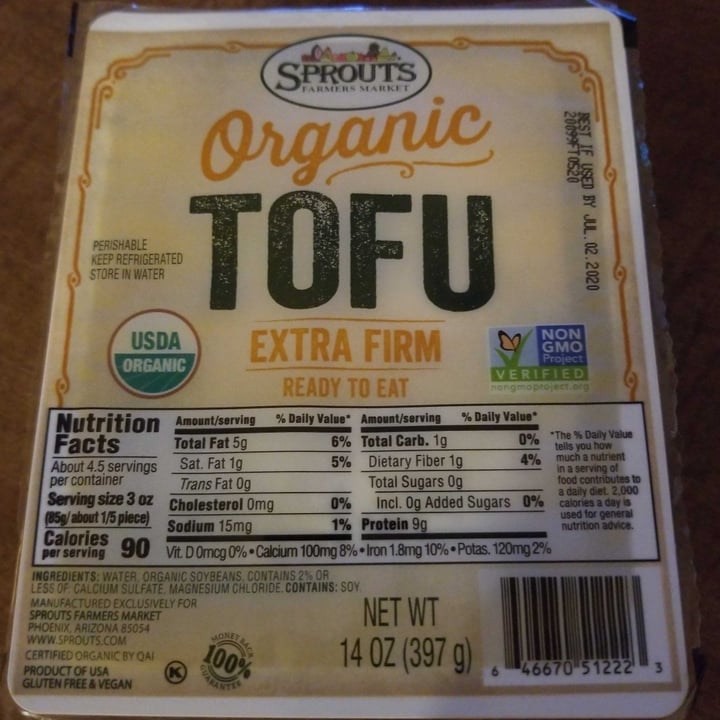 SPROUTS
FARMERS MARKET
Organic
TOFU
BEST IF USED BY JUL. 02. 2020
PERISHABLE
KEEP REFRIGERATED
STORE IN WATER
USDA
ORGANIC
EXTRA FIRM
READY TO EAT
NON
GMO
Project
VERIFIED
nongmoproject.org
Nutrition
Facts
About 4.5 servings
per container
Serving size 3 oz
(85g/about 1/5 piece)
Calories
per serving 90
Amount/serving % Daily Value*
Total Fat 5g 6%
Sat. Fat 1g 5%
Trans Fat 0g
Cholesterol 0mg 0%
Sodium 15mg 1%
Amount/serving % Daily Value*
Total Carb. 1g 0%
Dietary Fiber 1g 4%
Total Sugars 0g
Incl. 0g Added Sugars 0%
Protein 9g
Vit. D 0mcg 0% • Calcium 100mg 8% • Iron 1.8mg 10% • Potas. 120mg 2%
*The % Daily Value
tells you how
much a nutrient
in a serving of
food contributes to
a daily diet. 2,000
calories a day is
used for general
nutrition advice.
INGREDIENTS: WATER, ORGANIC SOYBEANS, CONTAINS 2% OR
LESS OF: CALCIUM SULFATE, MAGNESIUM CHLORIDE. CONTAINS: SOY.
MANUFACTURED EXCLUSIVELY FOR
SPROUTS FARMERS MARKET
PHOENIX, ARIZONA 85054
WWW.SPROUTS.COM
CERTIFIED ORGANIC BY QAI
PRODUCT OF USA
GLUTEN FREE & VEGAN
K
MONEY BACK
100%
GUARANTEE
NET WT
14 OZ (397 g)
6 46670 51222 3